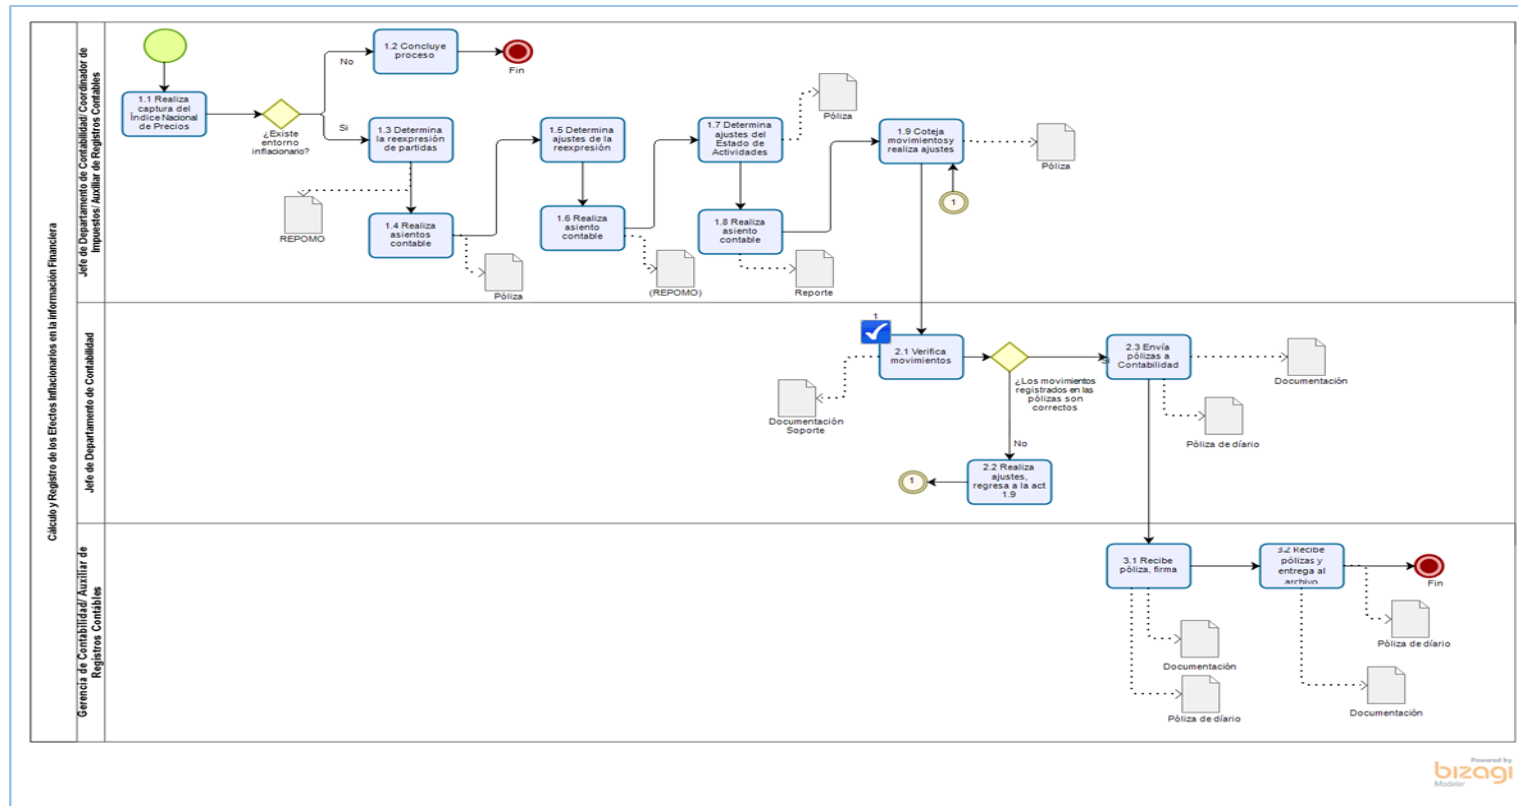 Cálculo y Registro de los Efectos Inflacionarios en la información Financiera
Jefe de Departamento de Contabilidad/ Coordinador de
Impuestos/ Auxiliar de Registros Contables
1.1 Realiza
captura del
Índice Nacional
de Precios
¿Existe
entorno
inflacionario?
No
1.2 Concluye
proceso
Fin
Si
1.3 Determina
la reexpresión
de partidas
REPOMO
1.4 Realiza
asientos
contable
Póliza
1.5 Determina
ajustes de la
reexpresión
1.6 Realiza
asiento
contable
(REPOMO)
1.7 Determina
ajustes del
Estado de
Actividades
Póliza
1.8 Realiza
asiento
contable
Reporte
1.9 Coteja
movimientosy
realiza ajustes
Póliza
1
Jefe de Departamento de Contabilidad
1
2.1 Verifica
movimientos
Documentación
Soporte
¿Los movimientos
registrados en las
pólizas son
correctos
No
2.2 Realiza
ajustes,
regresa a la act
1.9
1
2.3 Envía
pólizas a
Contabilidad
Documentación
Póliza de díario
Gerencia de Contabilidad/ Auxiliar de
Registros Contables
3.1 Recibe
póliza, firma
Documentación
Póliza de díario
3.2 Recibe
pólizas y
entrega al
archivo
Fin
Póliza de díario
Documentación
Powered by
bizagi
Modeler